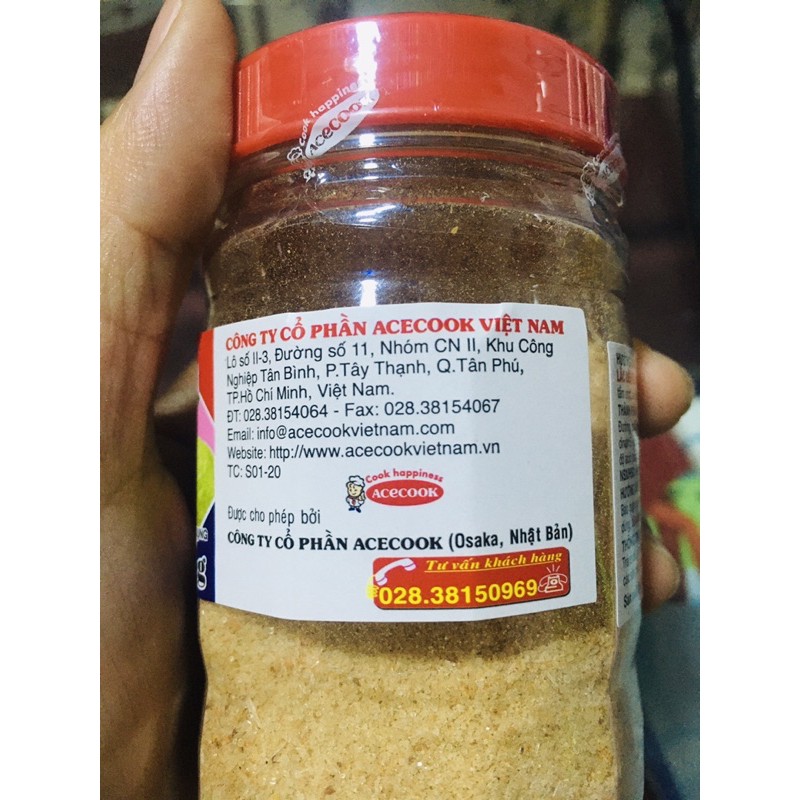 Cook happiness
ACECOOK
CÔNG TY CỔ PHẦN ACECOOK VIỆT NAM
Lô số II-3, Đường số 11, Nhóm CN II, Khu Công
Nghiệp Tân Bình, P.Tây Thạnh, Q.Tân Phú,
TP.Hồ Chí Minh, Việt Nam.
ĐT: 028.38154064 - Fax: 028.38154067
Email: info@acecookvietnam.com
Website: http://www.acecookvietnam.vn
TC: S01-20
Cook happiness
ACECOOK
Được cho phép bởi
CÔNG TY CỔ PHẦN ACECOOK (Osaka, Nhật Bản)
Tư vấn khách hàng
028.38150969
g